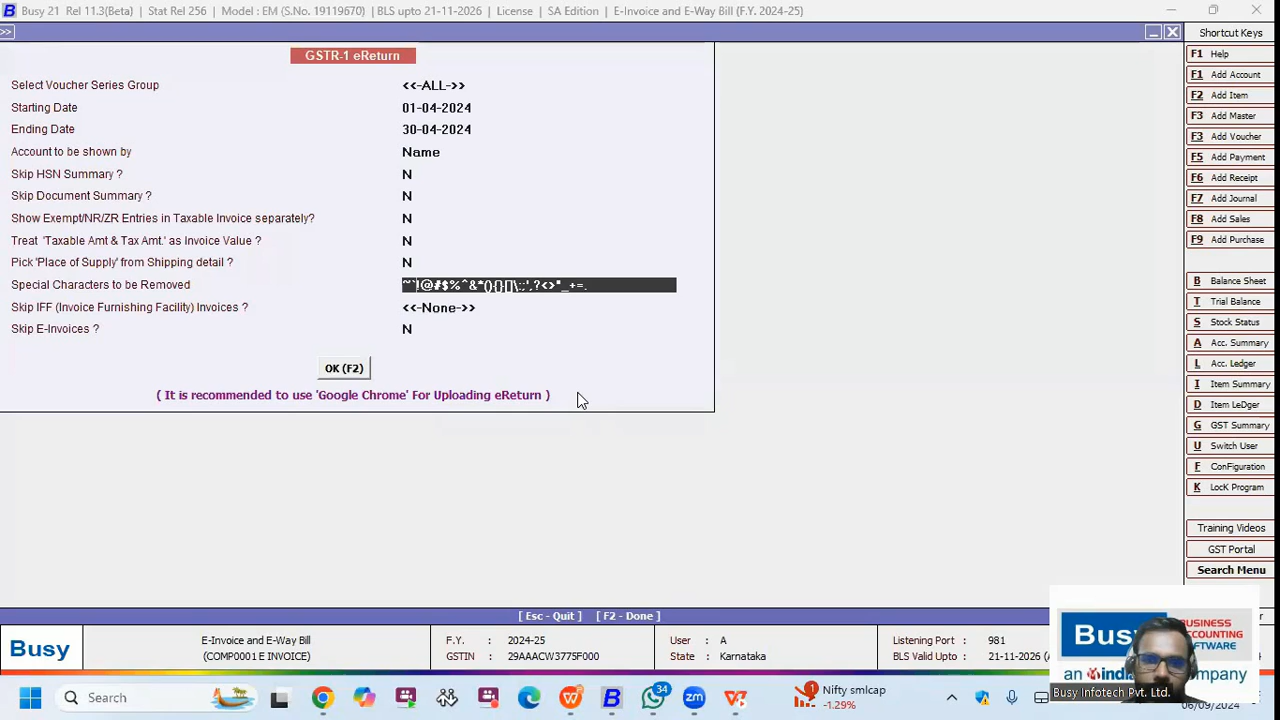 Busy 21 Rel 11.3(Beta) | Stat Rel 256 | Model : EM (S.No. 19119670) | BLS upto 21-11-2026 | License | SA Edition | E-Invoice and E-Way Bill (F.Y. 2024-25)
>>
Shortcut Keys
GSTR-1 eReturn
Select Voucher Series Group <<-ALL->>
Starting Date 01-04-2024
Ending Date 30-04-2024
Account to be shown by Name
Skip HSN Summary ? N
Skip Document Summary ? N
Show Exempt/NR/ZR Entries in Taxable Invoice separately? N
Treat 'Taxable Amt & Tax Amt.' as Invoice Value ? N
Pick 'Place of Supply' from Shipping detail ? N
Special Characters to be Removed ~`!@#$%^&*(){}[]\:;',?<>"_+=.
Skip IFF (Invoice Furnishing Facility) Invoices ? <<-None->>
Skip E-Invoices ? N
OK (F2)
( It is recommended to use 'Google Chrome' For Uploading eReturn )
F1 Help
F1 Add Account
F2 Add Item
F3 Add Master
F3 Add Voucher
F5 Add Payment
F6 Add Receipt
F7 Add Journal
F8 Add Sales
F9 Add Purchase
B Balance Sheet
T Trial Balance
S Stock Status
A Acc. Summary
L Acc. Ledger
I Item Summary
D Item LeDger
G GST Summary
U Switch User
F ConFiguration
K LocK Program
Training Videos
GST Portal
Search Menu
[ Esc - Quit ] [ F2 - Done ]
Busy
E-Invoice and E-Way Bill
(COMP0001 E INVOICE)
F.Y. : 2024-25
GSTIN : 29AAACW3775F000
User : A
State : Karnataka
Listening Port : 981
BLS Valid Upto : 21-11-2026
Busy BUSINESS
ACCOUNTING
SOFTWARE
Busy Infotech Pvt. Ltd.
Search
34
Nifty smlcap
-1.29%
06/09/2024